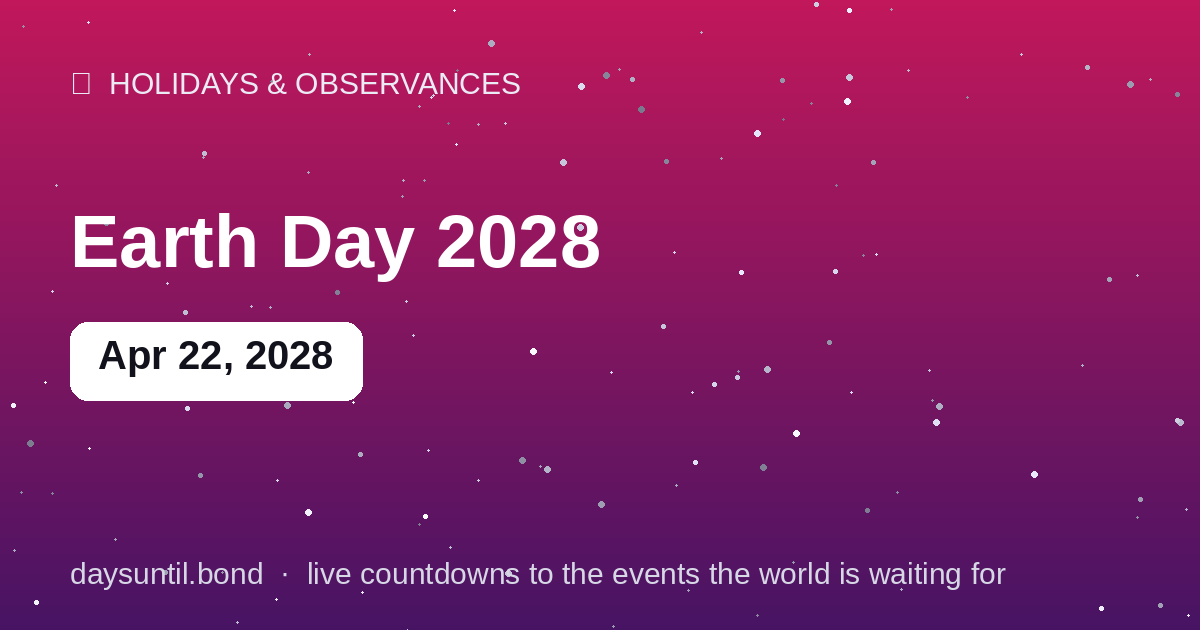 HOLIDAYS & OBSERVANCES
Earth Day 2028
Apr 22, 2028
daysuntil.bond · live countdowns to the events the world is waiting for